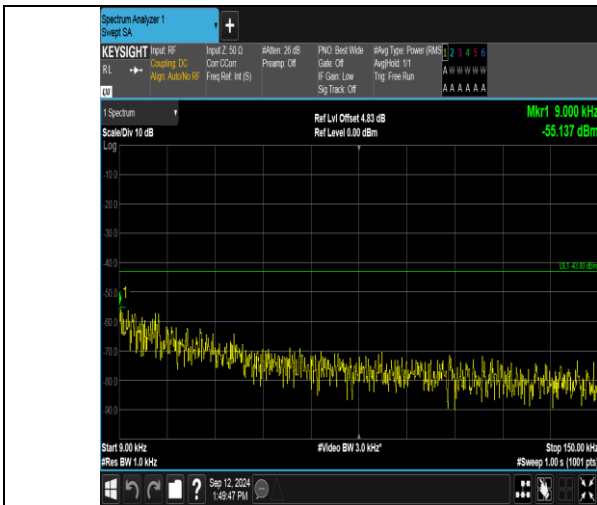 Spectrum Analyzer 1
Swept SA
+
KEYSIGHT Input: RF Input Z: 50 Ω #Atten: 26 dB PNO: Best Wide #Avg Type: Power (RMS 1 2 3 4 5 6
RL Coupling: DC Corr CCorr Preamp: Off Gate: Off Avg|Hold: 1/1 A W W W W W
Align: Auto/No RF Freq Ref: Int (S) IF Gain: Low Trig: Free Run
LXI Sig Track: Off A A A A A A
1 Spectrum Ref Lvl Offset 4.83 dB Mkr1 9.000 kHz
Scale/Div 10 dB Ref Level 0.00 dBm -55.137 dBm
Log
-10.0
-20.0
-30.0
-40.0
DL1 -43.00 dBm
-50.0
1
-60.0
-70.0
-80.0
-90.0
Start 9.00 kHz #Video BW 3.0 kHz* Stop 150.00 kHz
#Res BW 1.0 kHz #Sweep 1.00 s (1001 pts)
? Sep 12, 2024
1:49:47 PM